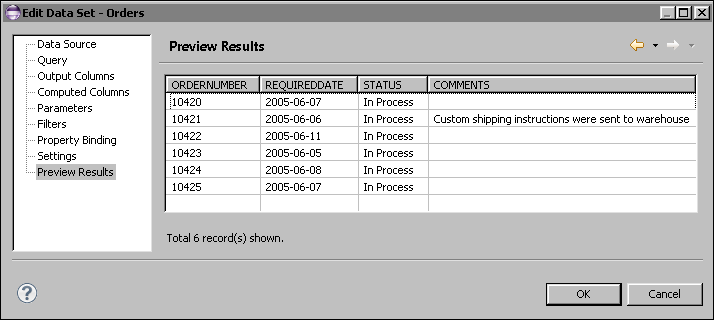 Edit Data Set - Orders
Data Source
Query
Output Columns
Computed Columns
Parameters
Filters
Property Binding
Settings
Preview Results
Preview Results
ORDERNUMBER REQUIREDDATE STATUS COMMENTS
10420 2005-06-07 In Process
10421 2005-06-06 In Process Custom shipping instructions were sent to warehouse
10422 2005-06-11 In Process
10423 2005-06-05 In Process
10424 2005-06-08 In Process
10425 2005-06-07 In Process
Total 6 record(s) shown.
?
OK Cancel